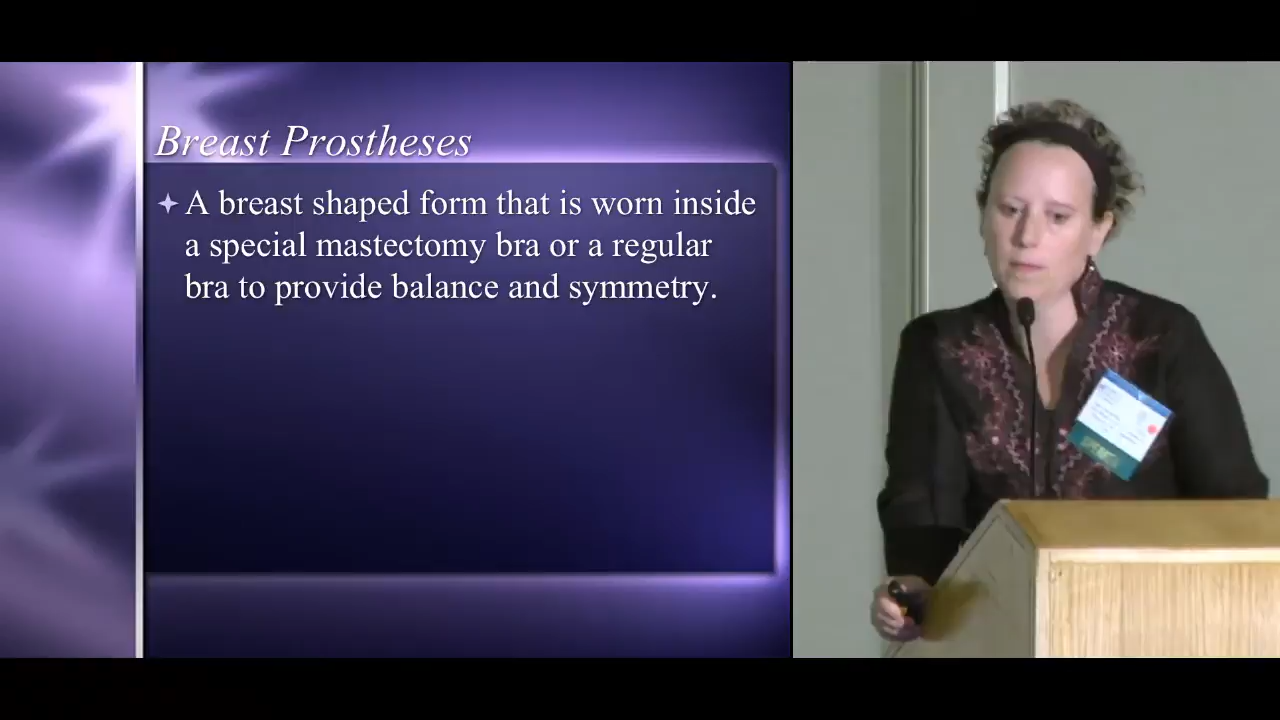 Breast Prostheses
A breast shaped form that is worn inside
a special mastectomy bra or a regular
bra to provide balance and symmetry.